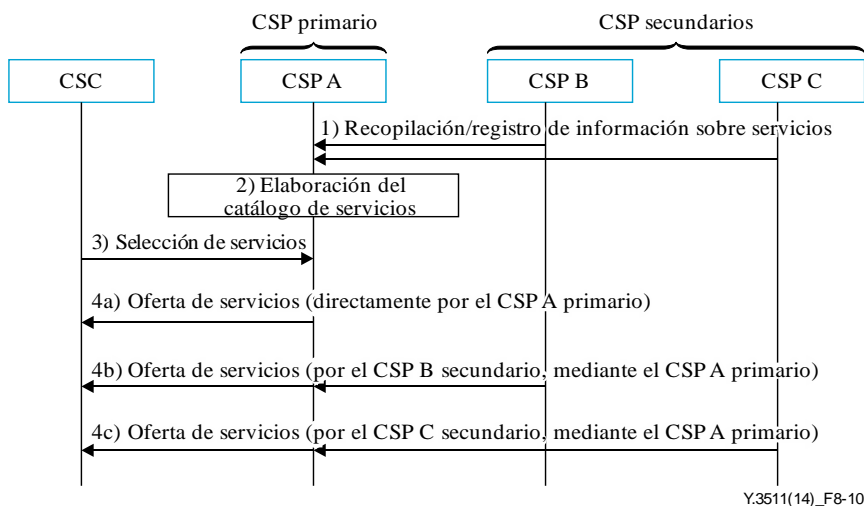 CSP primario
CSP secundarios
CSC
CSP A
CSP B
CSP C
1) Recopilación/registro de información sobre servicios
2) Elaboración del
catálogo de servicios
3) Selección de servicios
4a) Oferta de servicios (directamente por el CSP A primario)
4b) Oferta de servicios (por el CSP B secundario, mediante el CSP A primario)
4c) Oferta de servicios (por el CSP C secundario, mediante el CSP A primario)
Y.3511(14)_F8-10